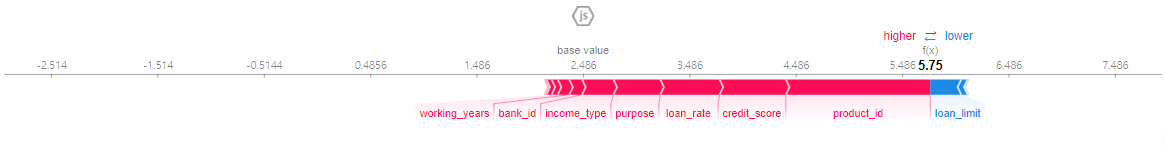 js
higher ⇄ lower
base value f(x)
-2.514 -1.514 -0.5144 0.4856 1.486 2.486 3.486 4.486 5.486 5.75 6.486 7.486
working_years bank_id income_type purpose loan_rate credit_score product_id loan_limit